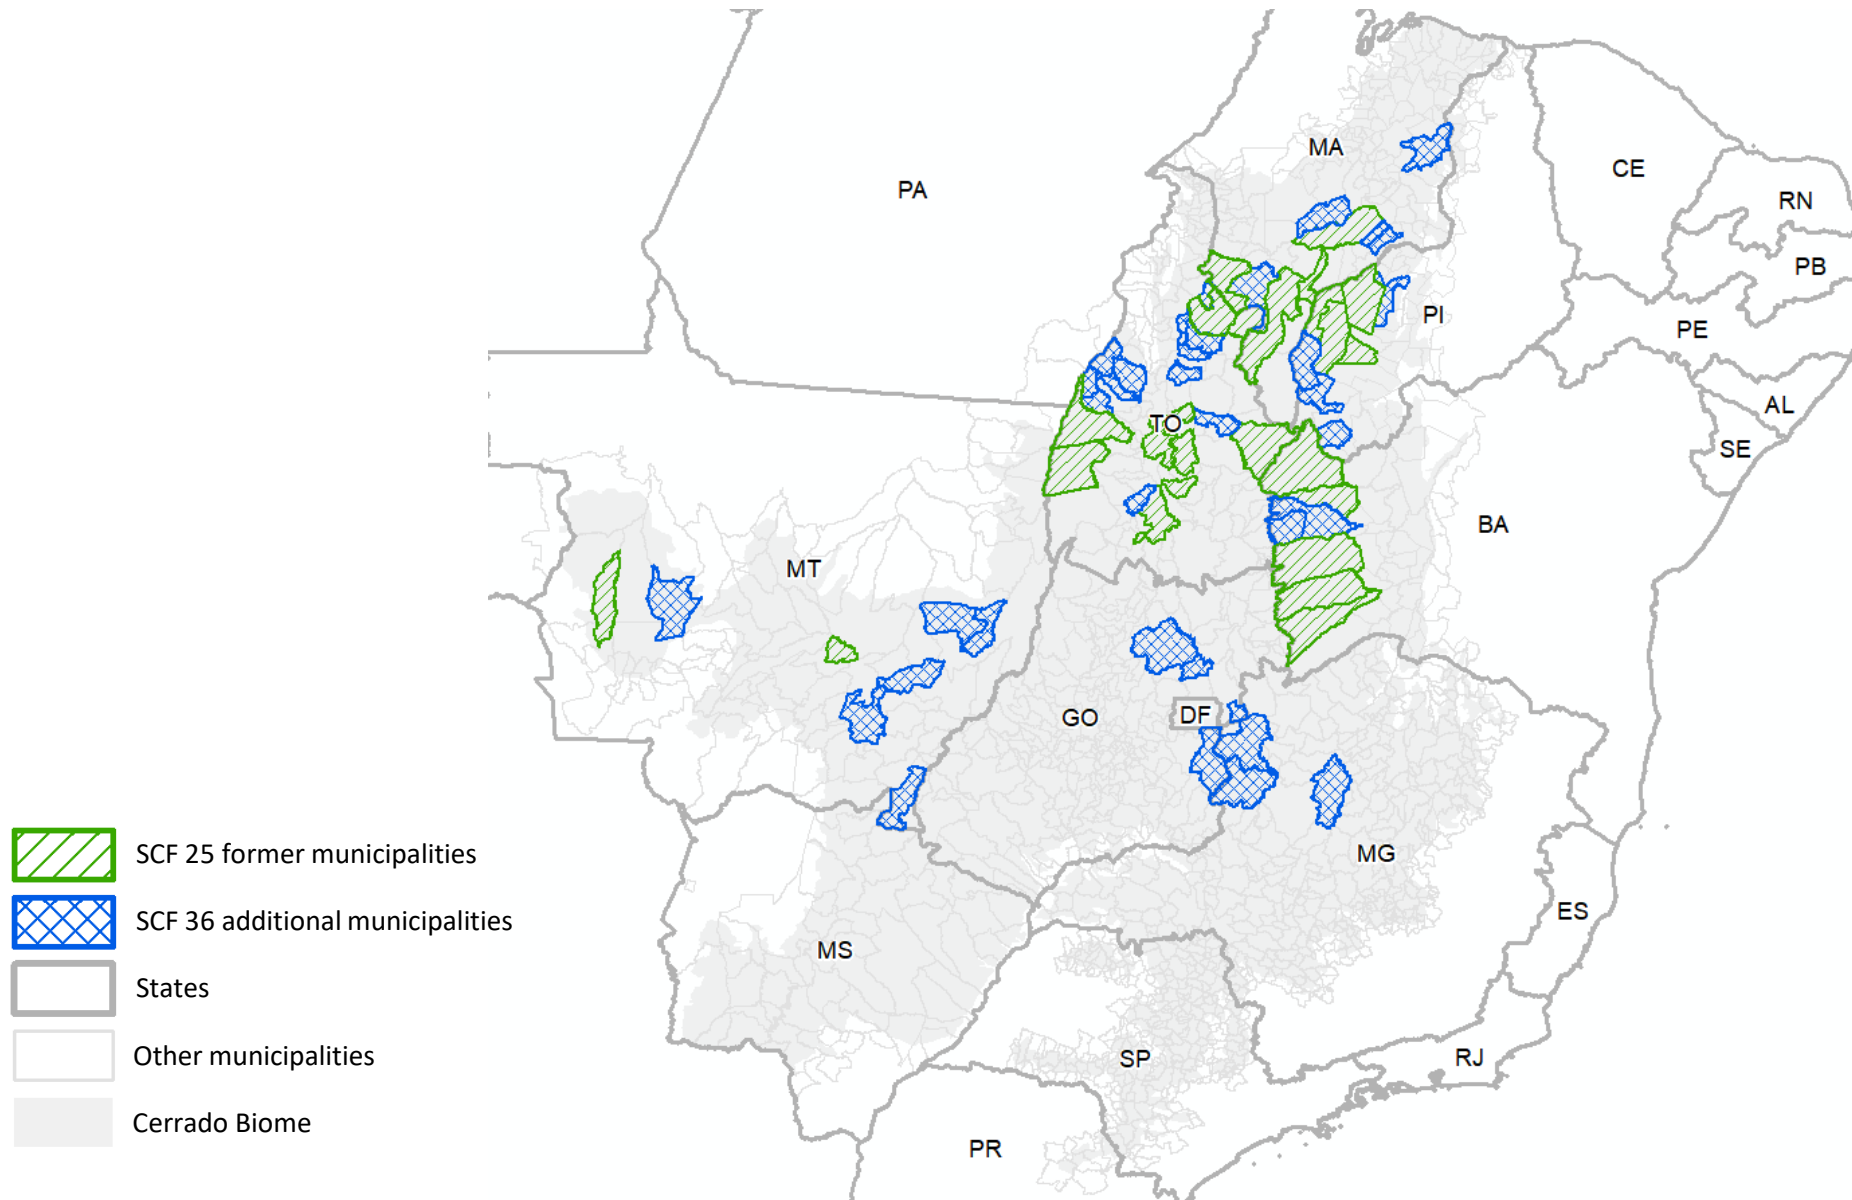 MA
CE
PA
RN
PB
PI
PE
AL
TO
SE
BA
MT
GO
DF
MG
ES
MS
SP
RJ
PR
SCF 25 former municipalities
SCF 36 additional municipalities
States
Other municipalities
Cerrado Biome